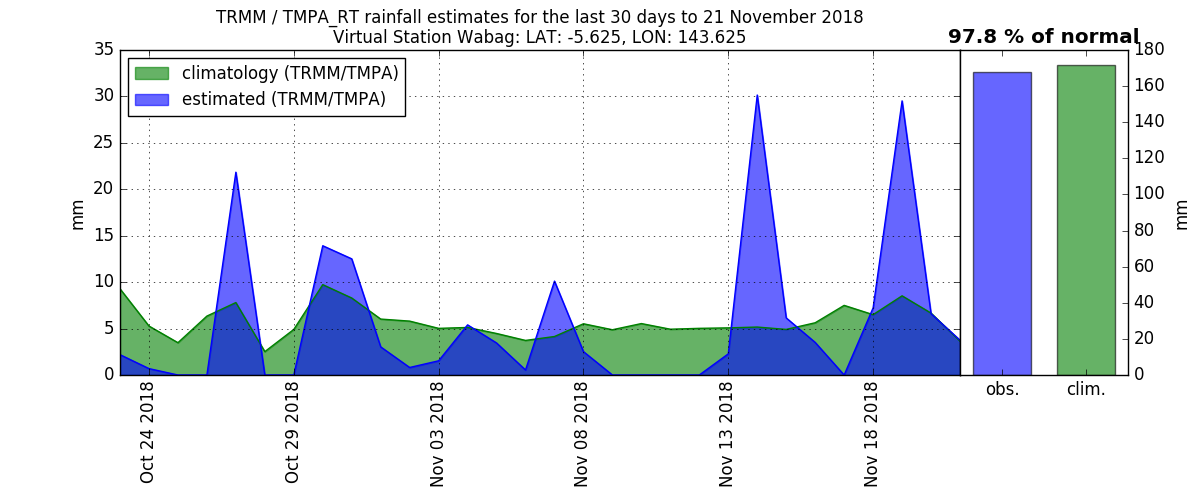 TRMM / TMPA_RT rainfall estimates for the last 30 days to 21 November 2018
Virtual Station Wabag: LAT: -5.625, LON: 143.625
97.8 % of normal
climatology (TRMM/TMPA)
estimated (TRMM/TMPA)
35
30
25
20
15
10
5
0
mm
Oct 24 2018
Oct 29 2018
Nov 03 2018
Nov 08 2018
Nov 13 2018
Nov 18 2018
obs.
clim.
180
160
140
120
100
80
60
40
20
0
mm